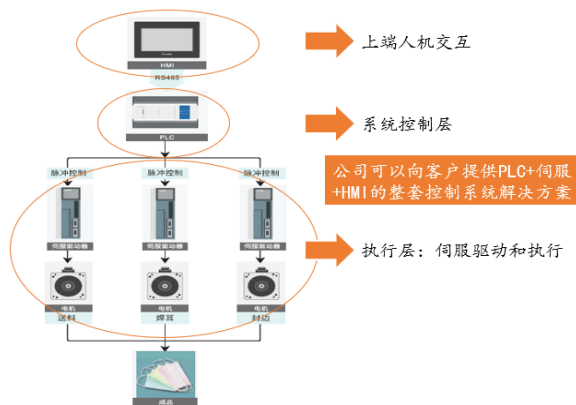 HMI
上端人机交互
RS485
PLC
系统控制层
脉冲控制
脉冲控制
脉冲控制
公司可以向客户提供PLC+伺服
+HMI的整套控制系统解决方案
伺服驱动器
伺服驱动器
伺服驱动器
执行层：伺服驱动和执行
电机
电机
电机
送料
焊耳
封边
成品